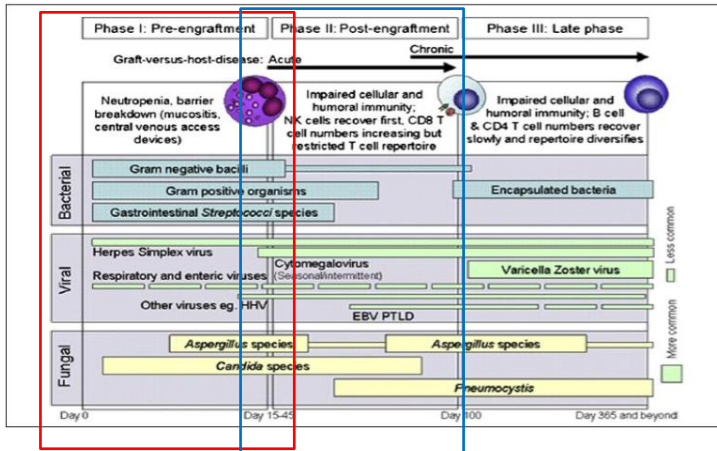 Phase I: Pre-engraftment
Phase II: Post-engraftment
Phase III: Late phase
Graft-versus-host-disease: Acute
Chronic
Neutropenia, barrier
breakdown (mucositis,
central venous access
devices)
Impaired cellular and
humoral immunity;
NK cells recover first, CD8 T
cell numbers increasing but
restricted T cell repertoire
Impaired cellular and
humoral immunity; B cell
& CD4 T cell numbers recover
slowly and repertoire diversifies
Bacterial
Gram negative bacilli
Gram positive organisms
Encapsulated bacteria
Gastrointestinal Streptococci species
Viral
Herpes Simplex virus
Cytomegalovirus
(Seasonal/intermittent)
Varicella Zoster virus
Respiratory and enteric viruses
Other viruses eg. HHV
EBV PTLD
Fungal
Aspergillus species
Aspergillus species
Candida species
Pneumocystis
Less common
More common
Day 0
Day 15-45
Day 100
Day 365 and beyond